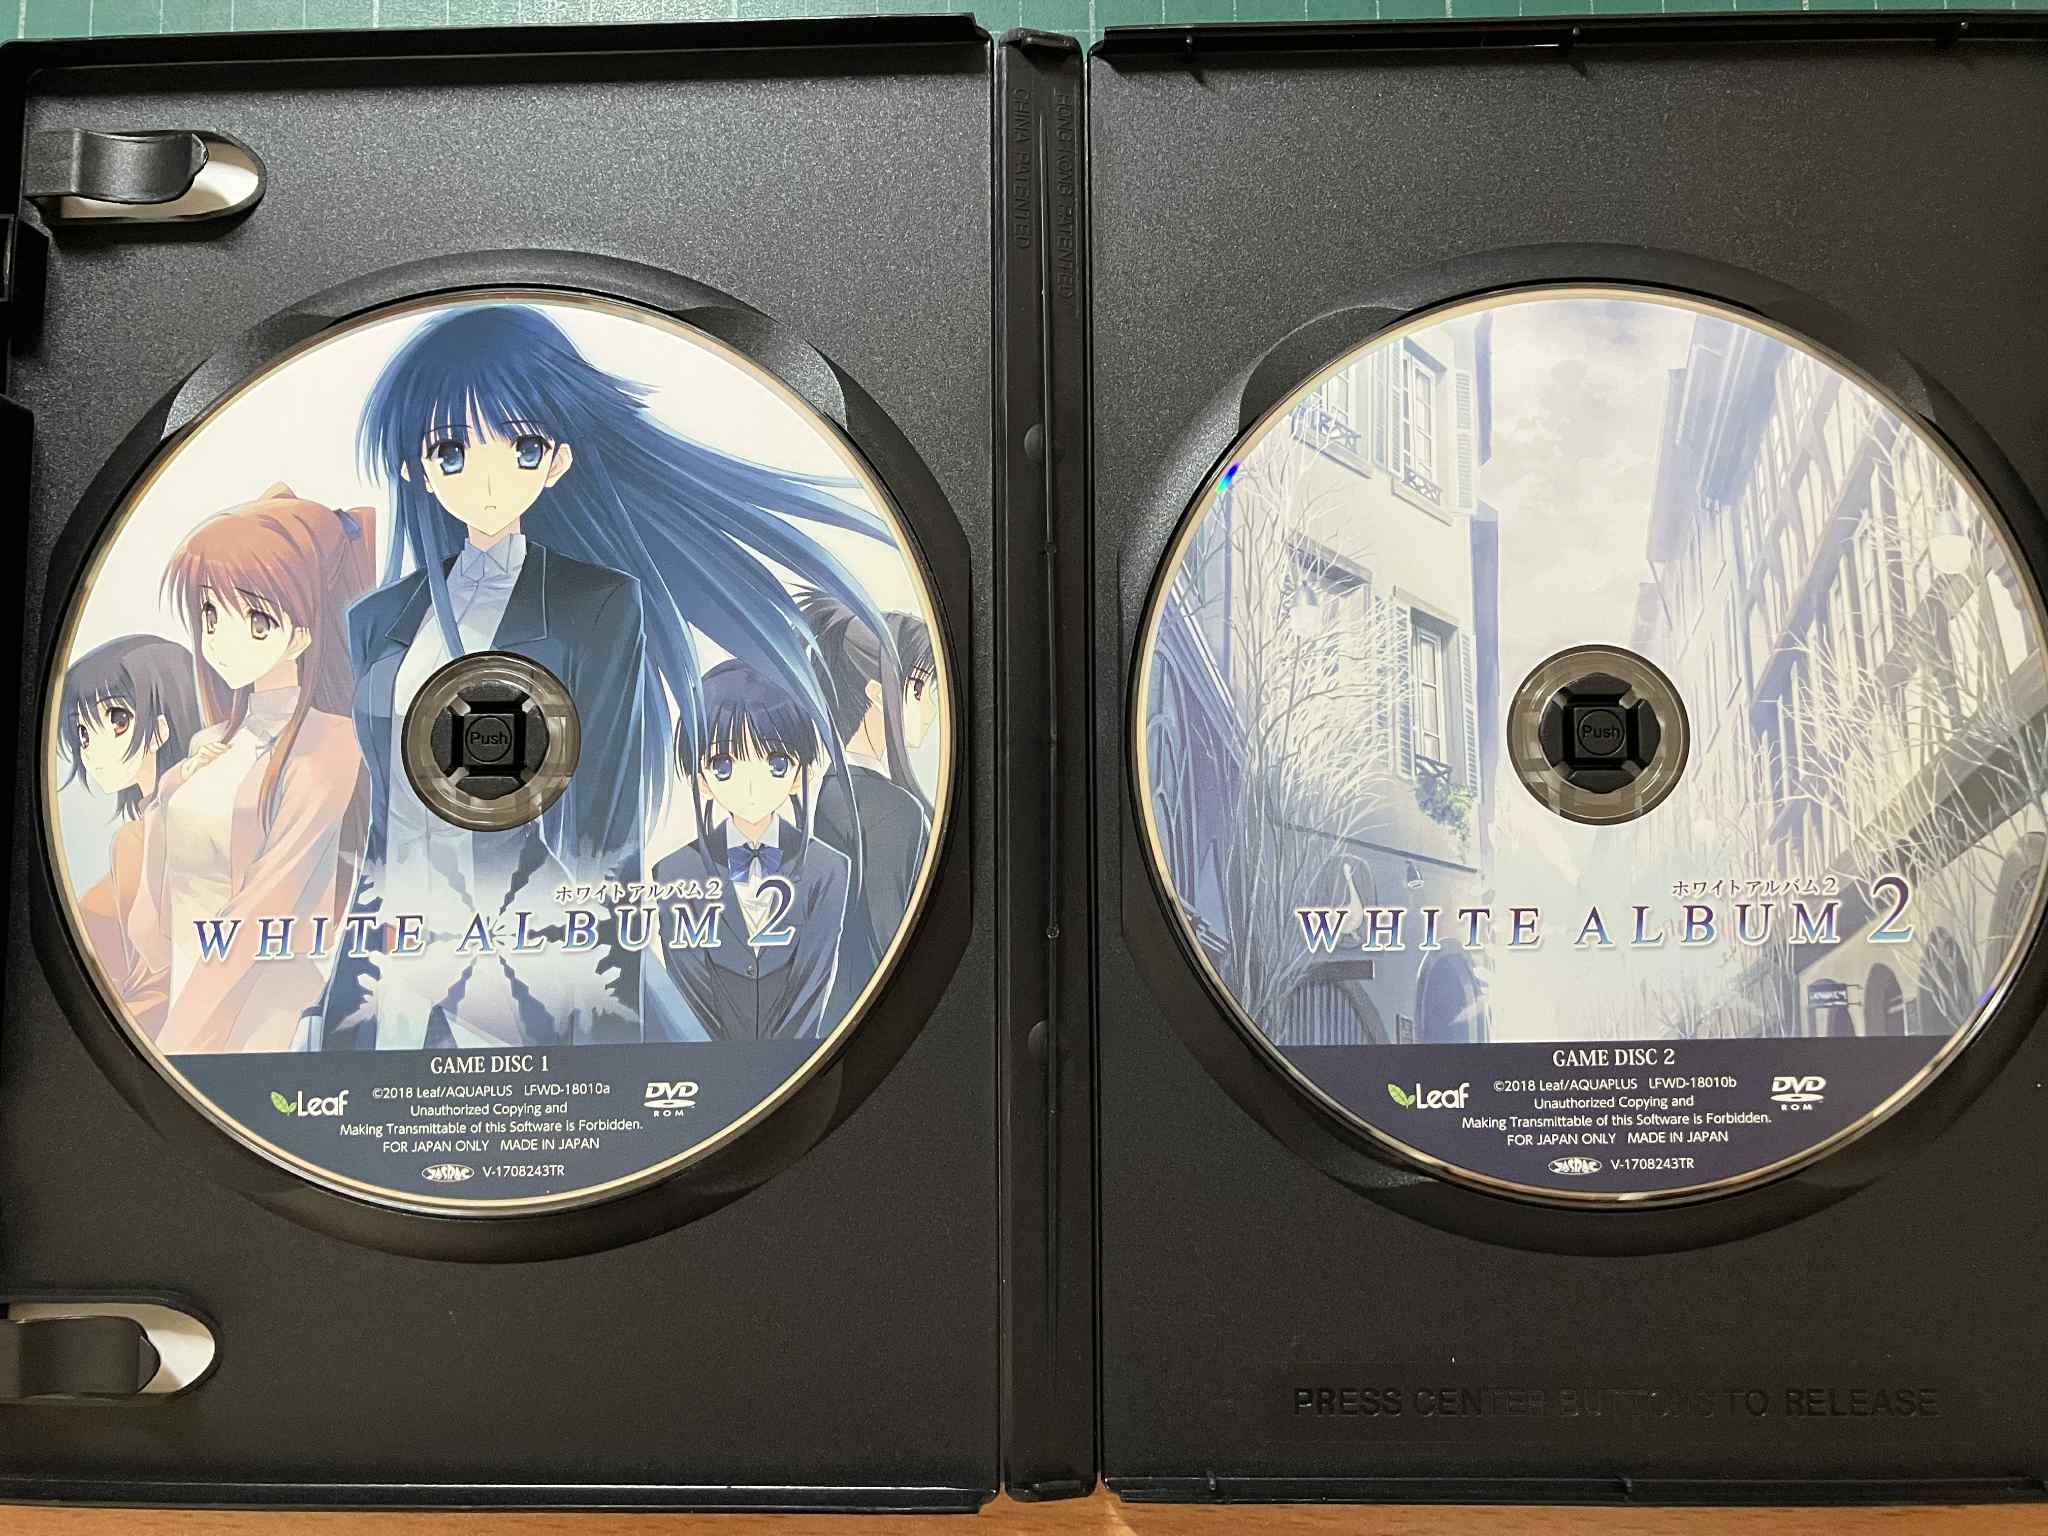 CHINA PATENTED
HONG KONG PATENTED
Push
ホワイトアルバム2
WHITE ALBUM 2
GAME DISC 1
Leaf
©2018 Leaf/AQUAPLUS LFWD-18010a
Unauthorized Copying and
Making Transmittable of this Software is Forbidden.
FOR JAPAN ONLY MADE IN JAPAN
DVD
ROM
JASRAC V-1708243TR
Push
ホワイトアルバム2
WHITE ALBUM 2
GAME DISC 2
Leaf
©2018 Leaf/AQUAPLUS LFWD-18010b
Unauthorized Copying and
Making Transmittable of this Software is Forbidden.
FOR JAPAN ONLY MADE IN JAPAN
DVD
ROM
JASRAC V-1708243TR
PRESS CENTER BUTTONS TO RELEASE